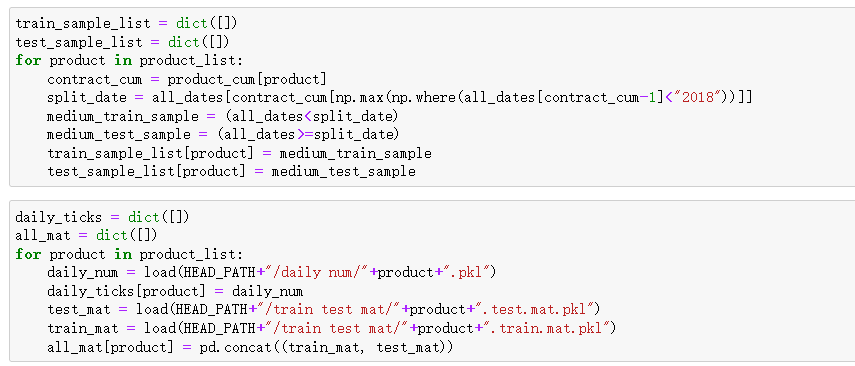 train_sample_list = dict([])
test_sample_list = dict([])
for product in product_list:
    contract_cum = product_cum[product]
    split_date = all_dates[contract_cum[np.max(np.where(all_dates[contract_cum-1]<"2018"))]]
    medium_train_sample = (all_dates<split_date)
    medium_test_sample = (all_dates>=split_date)
    train_sample_list[product] = medium_train_sample
    test_sample_list[product] = medium_test_sample
daily_ticks = dict([])
all_mat = dict([])
for product in product_list:
    daily_num = load(HEAD_PATH+"/daily num/"+product+".pkl")
    daily_ticks[product] = daily_num
    test_mat = load(HEAD_PATH+"/train test mat/"+product+".test.mat.pkl")
    train_mat = load(HEAD_PATH+"/train test mat/"+product+".train.mat.pkl")
    all_mat[product] = pd.concat((train_mat, test_mat))